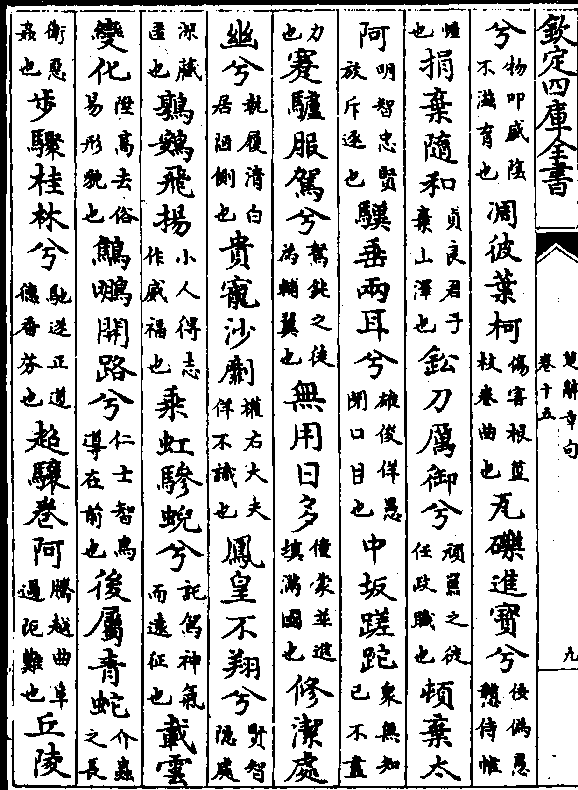 欽定四庫全書
楚辭章句
卷十五
九
兮物叩盛陰不滋育也凋彼葉柯傷害根莖枝卷曲也瓦礫進寶兮佞偽愚戇侍帷
幄也捐棄隨和貞良君子棄山澤也鈆刀厲御兮頑嚚之徒任政職也頓棄太
阿明智忠賢放斥逐也驥垂兩耳兮雄俊佯愚閉口目也中坂蹉跎衆無知己不盡
力也蹇驢服駕兮駑鈍之徒為輔翼也無用日多僮蒙並進填滿國也修潔處
幽兮執履清白居陋側也貴寵沙劘權右大夫佯不識也鳳皇不翔兮賢智隱處
深藏匿也鶉鷃飛揚小人得志作威福也乘虹驂蜺兮託駕神氣而遠征也載雲
變化陞高去俗易形貌也鷦鵬開路兮仁士智鳥導在前也後屬青蛇介蟲之長
衛惡姦也步驟桂林兮馳逐正道德香芬也超驤卷阿騰越曲阜過阨難也丘陵